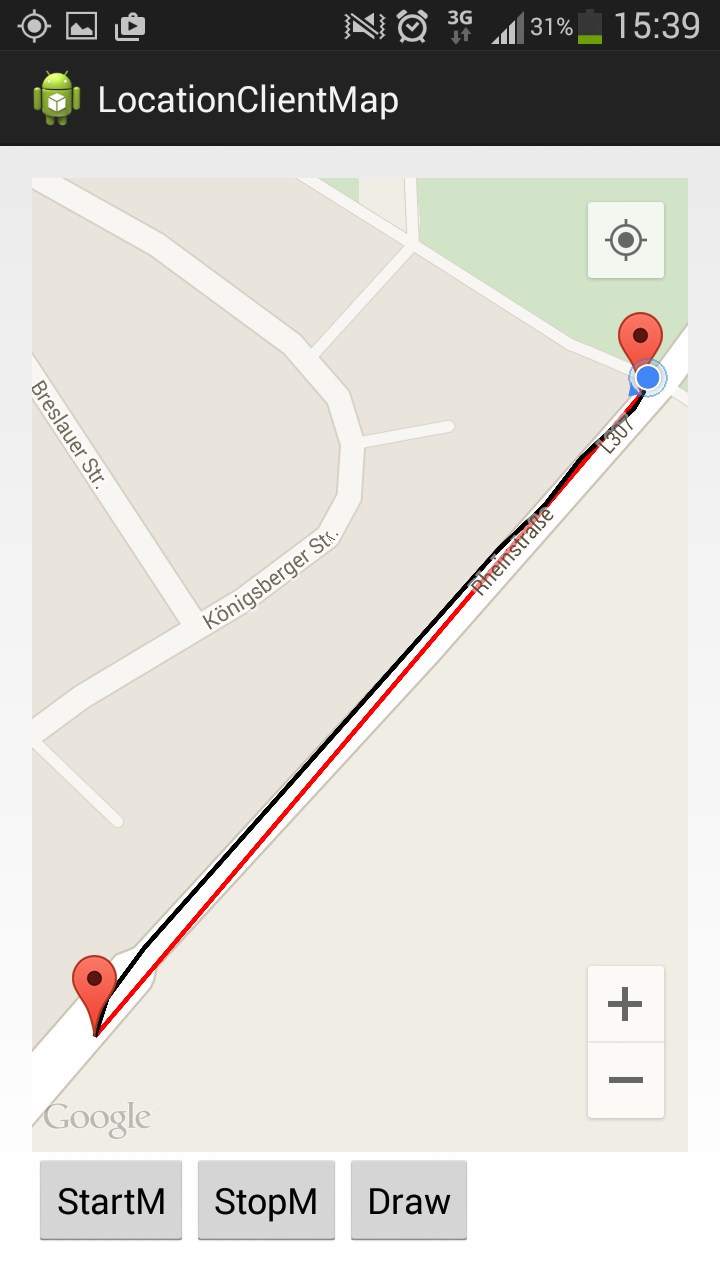 3G
31%
15:39
LocationClientMap
L307
Breslauer Str.
Rheinstraße
Königsberger Str.
Google
StartM
StopM
Draw